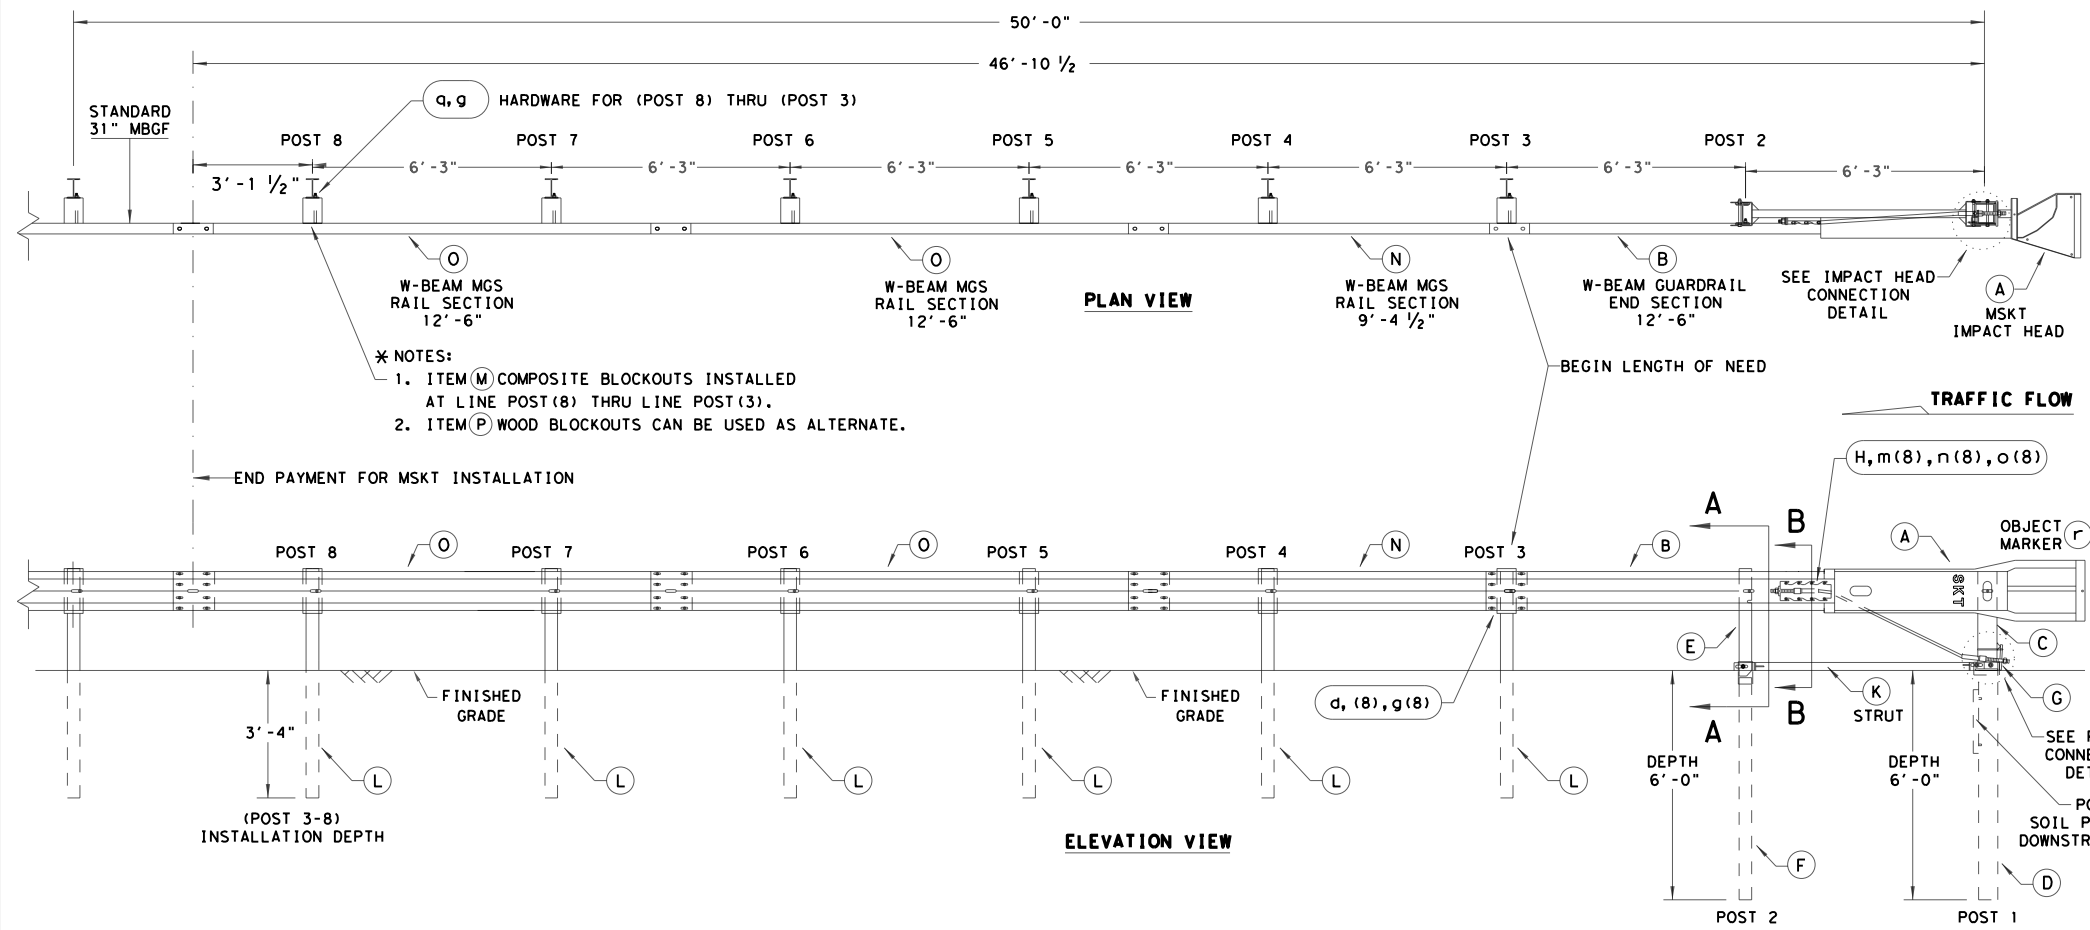 50'-0"
46'-10 ½
STANDARD
31" MBGF
q,g
HARDWARE FOR (POST 8) THRU (POST 3)
POST 8
POST 7
POST 6
POST 5
POST 4
POST 3
POST 2
3'-1 ½"
6'-3"
6'-3"
6'-3"
6'-3"
6'-3"
6'-3"
6'-3"
O
W-BEAM MGS
RAIL SECTION
12'-6"
O
W-BEAM MGS
RAIL SECTION
12'-6"
PLAN VIEW
N
W-BEAM MGS
RAIL SECTION
9'-4 ½"
B
W-BEAM GUARDRAIL
END SECTION
12'-6"
SEE IMPACT HEAD
CONNECTION
DETAIL
A
MSKT
IMPACT HEAD
* NOTES:
1. ITEM M COMPOSITE BLOCKOUTS INSTALLED
AT LINE POST(8) THRU LINE POST(3).
2. ITEM P WOOD BLOCKOUTS CAN BE USED AS ALTERNATE.
BEGIN LENGTH OF NEED
TRAFFIC FLOW
END PAYMENT FOR MSKT INSTALLATION
H,m(8),n(8),o(8)
A
B
OBJECT
MARKER
r
POST 8
O
POST 7
POST 6
O
POST 5
POST 4
N
POST 3
B
A
SKT
E
C
FINISHED
GRADE
FINISHED
GRADE
d,(8),g(8)
K
STRUT
G
A
B
3'-4"
L
L
L
L
L
L
DEPTH
6'-0"
DEPTH
6'-0"
SEE
CONNE
DET
(POST 3-8)
INSTALLATION DEPTH
ELEVATION VIEW
SOIL P
DOWNSTR
F
D
POST 2
POST 1